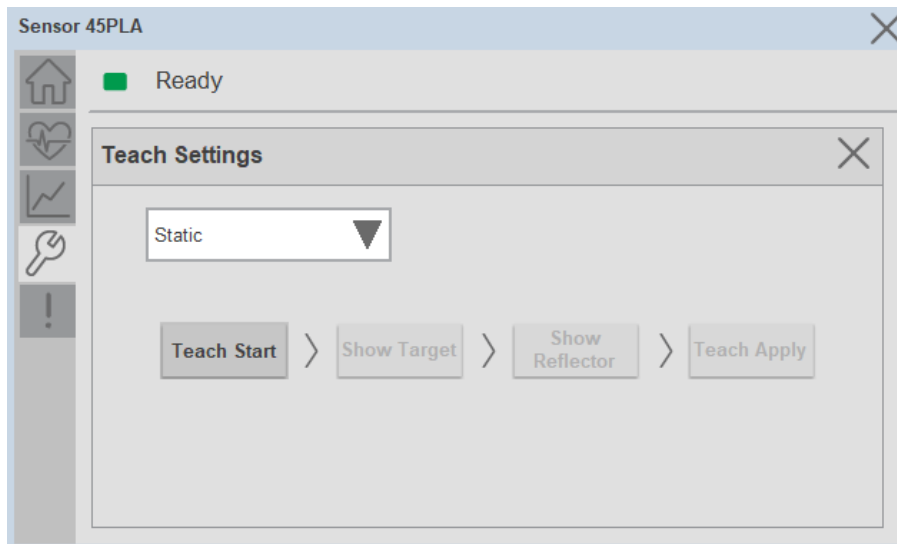 Sensor 45PLA
Ready
Teach Settings
Static
Teach Start
Show Target
Show
Reflector
Teach Apply